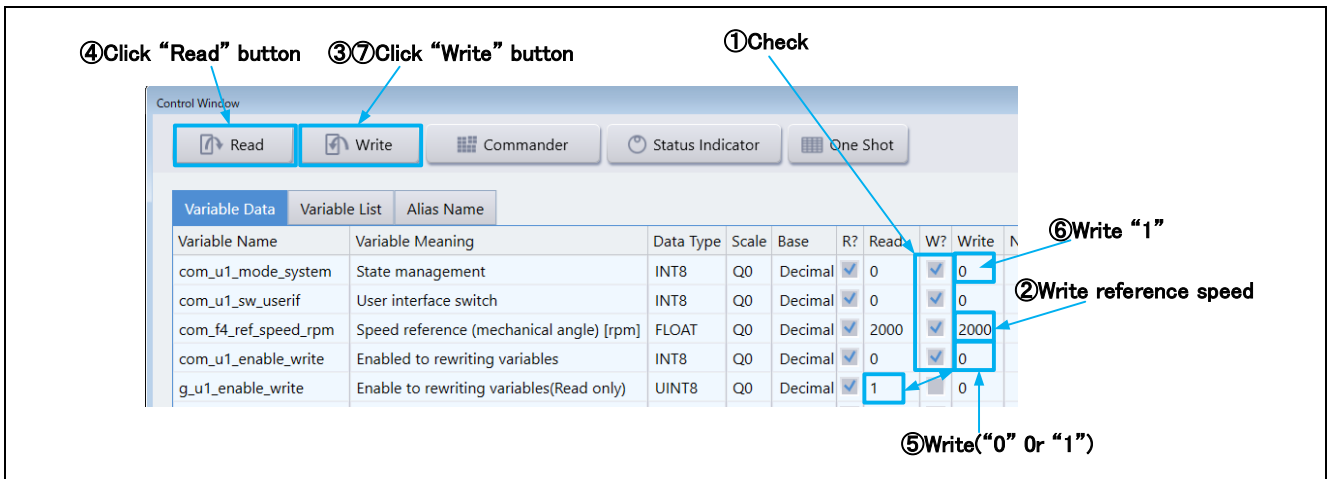 ④Click “Read” button ③⑦Click “Write” button ①Check
Control Window
Read Write Commander Status Indicator One Shot
Variable Data Variable List Alias Name
Variable Name Variable Meaning Data Type Scale Base R? Read W? Write N
⑥Write “1”
com_u1_mode_system State management INT8 Q0 Decimal 0 0
②Write reference speed
com_u1_sw_userif User interface switch INT8 Q0 Decimal 0 0
com_f4_ref_speed_rpm Speed reference (mechanical angle) [rpm] FLOAT Q0 Decimal 2000 2000
com_u1_enable_write Enabled to rewriting variables INT8 Q0 Decimal 0 0
g_u1_enable_write Enable to rewriting variables(Read only) UINT8 Q0 Decimal 1 0
⑤Write(“0” 0r “1”)